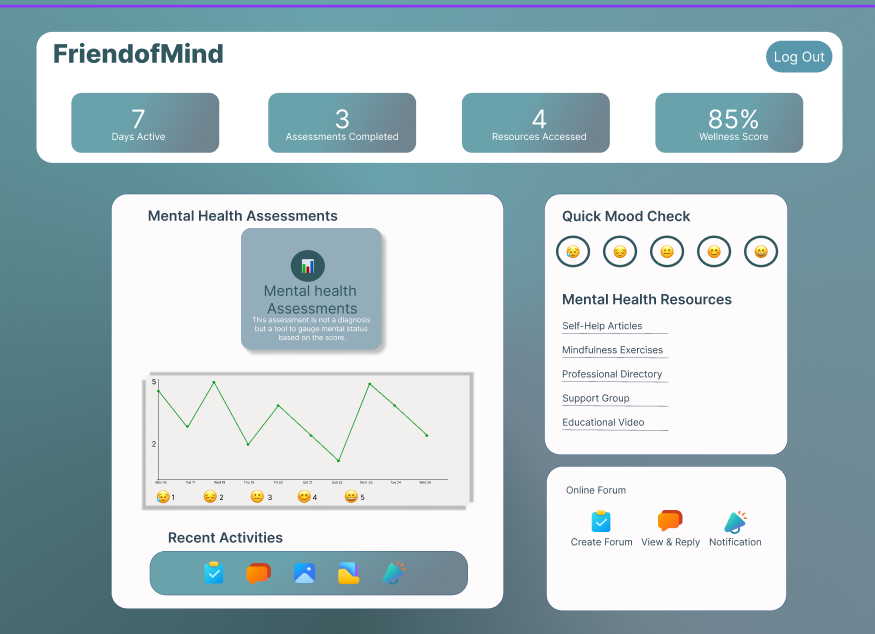 FriendofMind
Log Out
7
Days Active
3
Assessments Completed
4
Resources Accessed
85%
Wellness Score
Mental Health Assessments
Mental health
Assessments
This assessment is not a diagnosis
but a tool to gauge mental status
based on the score.
5
2
Mon 16 Tue 17 Wed 18 Thu 19 Fri 20 Sat 21 Sun 22 Mon 23 Tue 24 Wed 25
1 2 3 4 5
Recent Activities
Quick Mood Check
Mental Health Resources
Self-Help Articles
Mindfulness Exercises
Professional Directory
Support Group
Educational Video
Online Forum
Create Forum View & Reply Notification